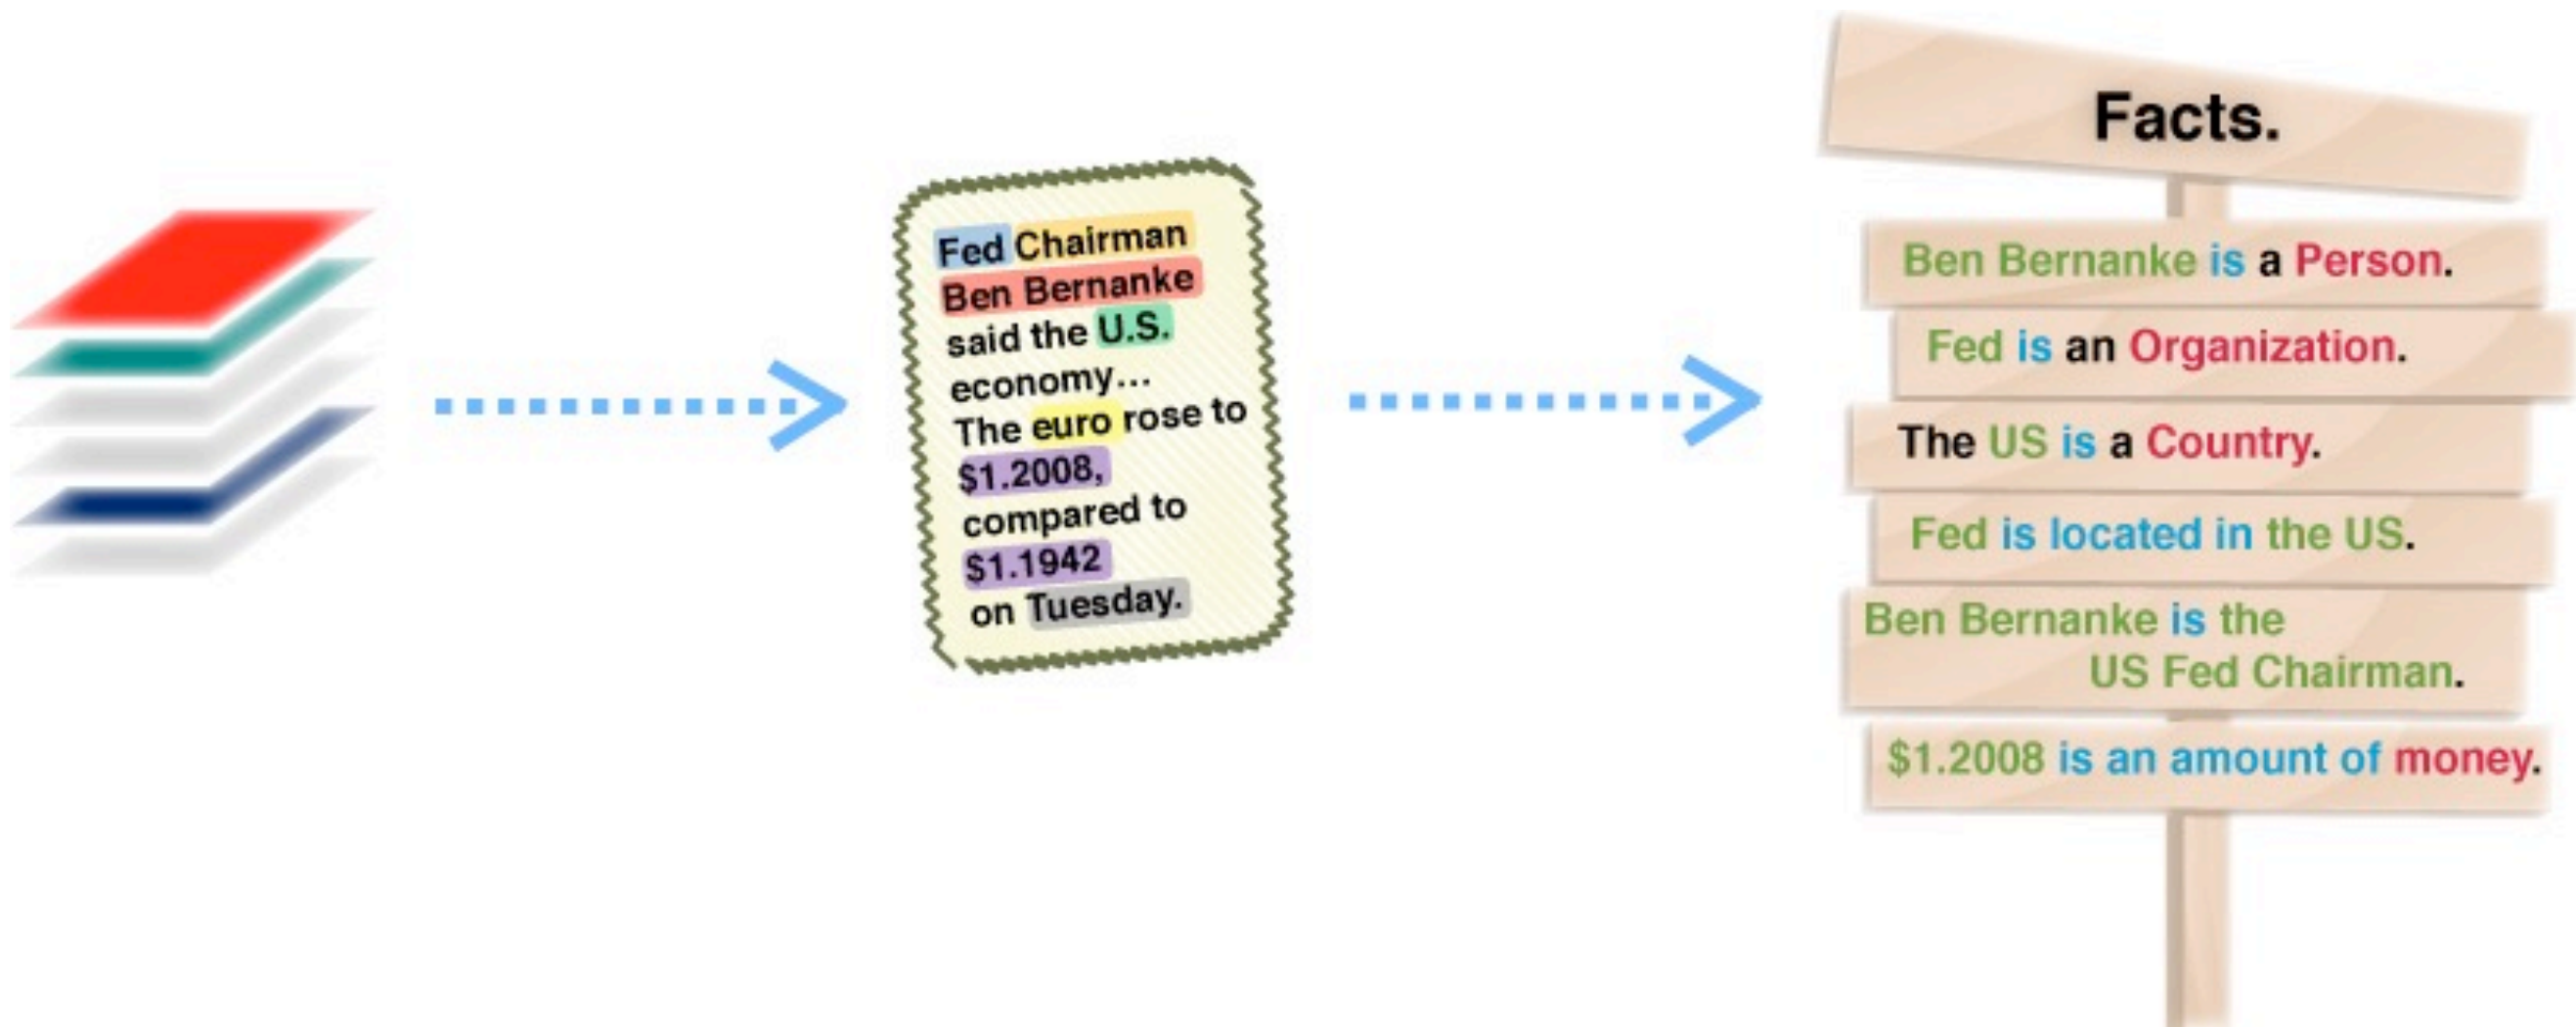 Fed Chairman
Ben Bernanke
said the U.S.
economy...
The euro rose to
$1.2008,
compared to
$1.1942
on Tuesday.
Facts.
Ben Bernanke is a Person.
Fed is an Organization.
The US is a Country.
Fed is located in the US.
Ben Bernanke is the
US Fed Chairman.
$1.2008 is an amount of money.